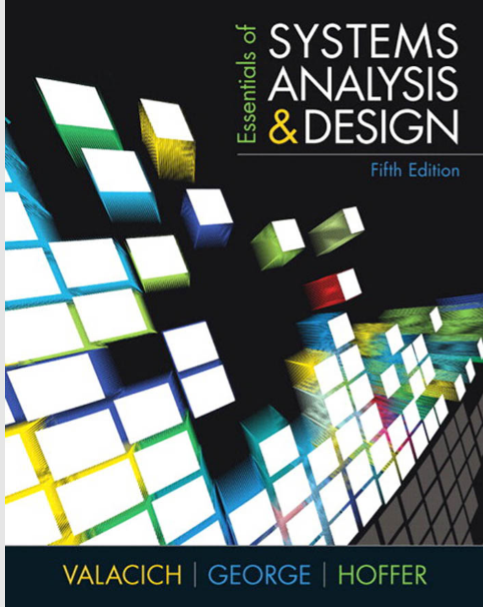 Essentials of
SYSTEMS
ANALYSIS
& DESIGN
Fifth Edition
VALACICH | GEORGE | HOFFER